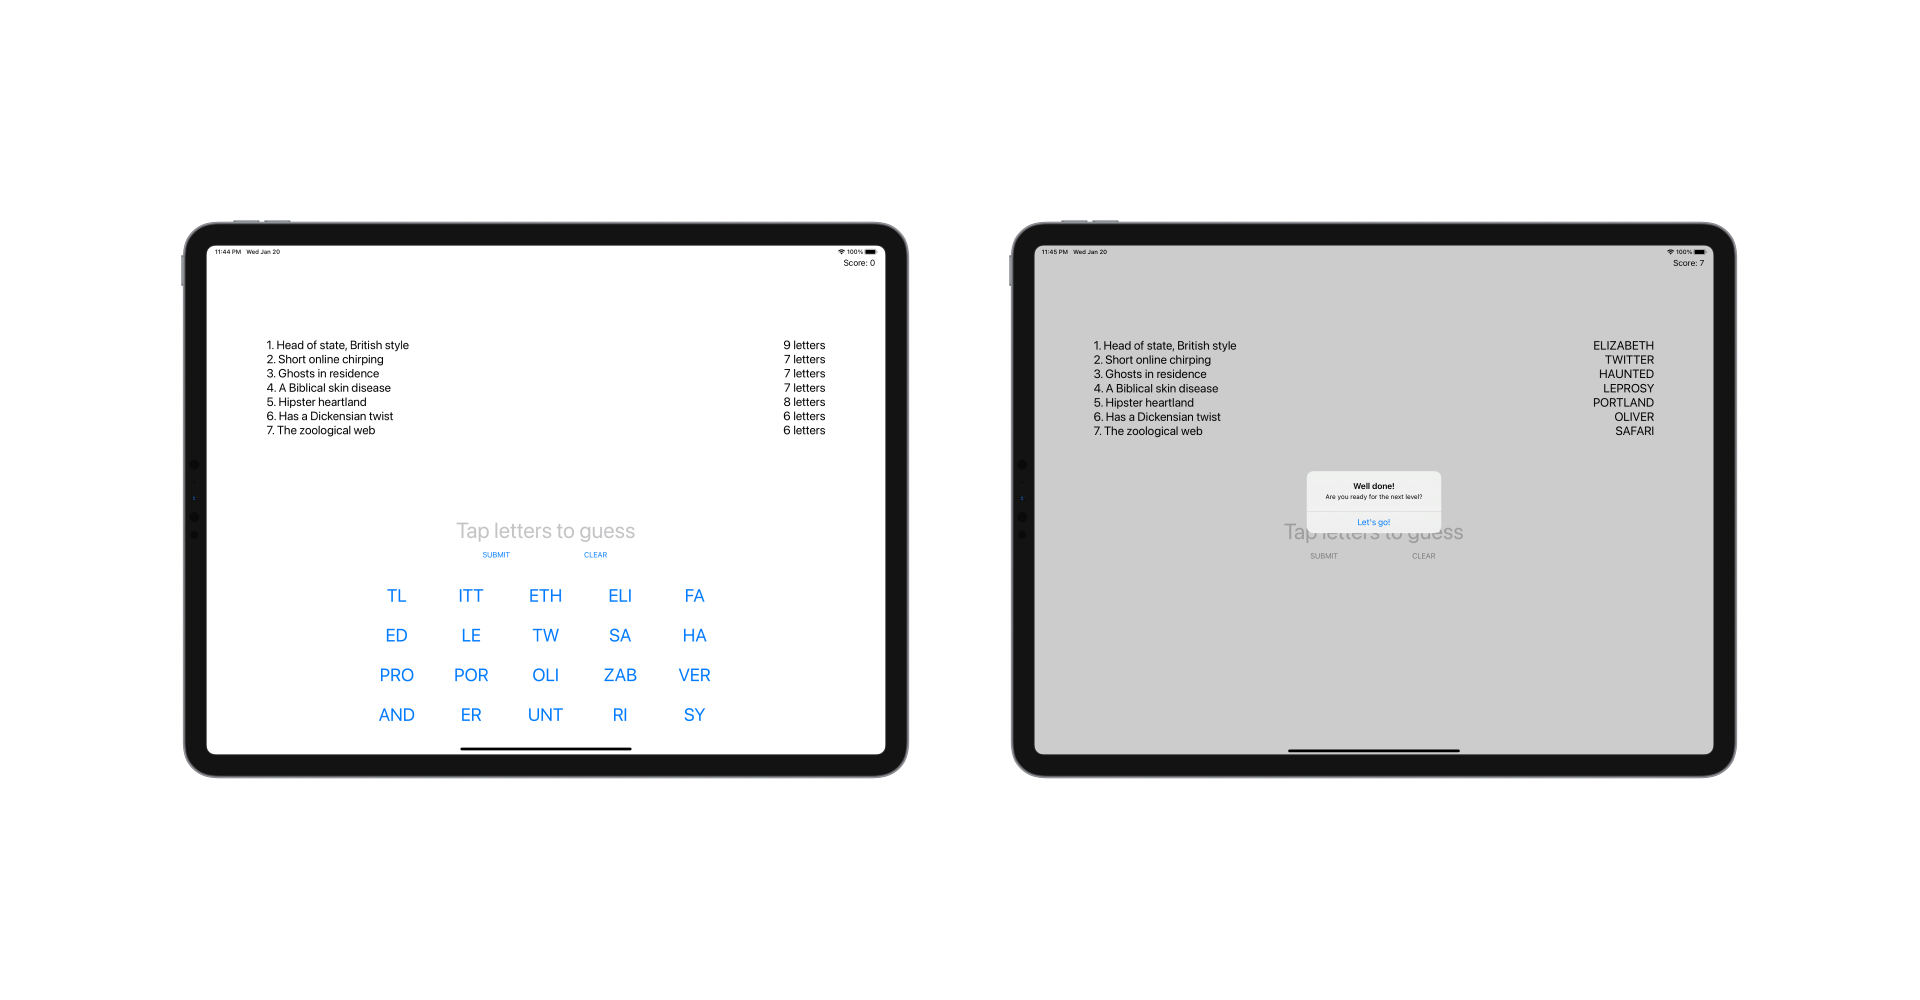 11:44 PM Wed Jan 20
100%
Score: 0
1. Head of state, British style 9 letters
2. Short online chirping 7 letters
3. Ghosts in residence 7 letters
4. A Biblical skin disease 7 letters
5. Hipster heartland 8 letters
6. Has a Dickensian twist 6 letters
7. The zoological web 6 letters
Tap letters to guess
SUBMIT CLEAR
TL ITT ETH ELI FA
ED LE TW SA HA
PRO POR OLI ZAB VER
AND ER UNT RI SY
11:45 PM Wed Jan 20
100%
Score: 7
1. Head of state, British style ELIZABETH
2. Short online chirping TWITTER
3. Ghosts in residence HAUNTED
4. A Biblical skin disease LEPROSY
5. Hipster heartland PORTLAND
6. Has a Dickensian twist OLIVER
7. The zoological web SAFARI
Well done!
Are you ready for the next level?
Let's go!
Tap letters to guess
SUBMIT CLEAR